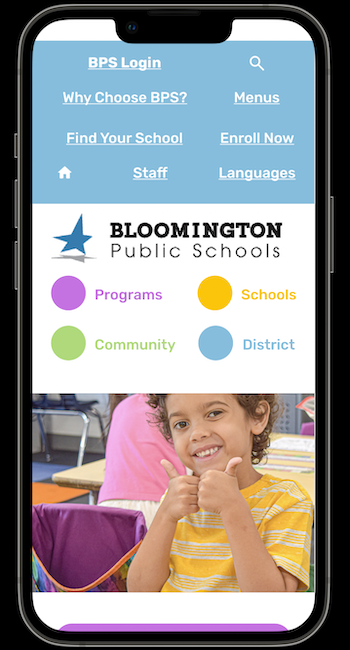 BPS Login
Why Choose BPS? Menus
Find Your School Enroll Now
Staff Languages
BLOOMINGTON
Public Schools
Programs Schools
Community District